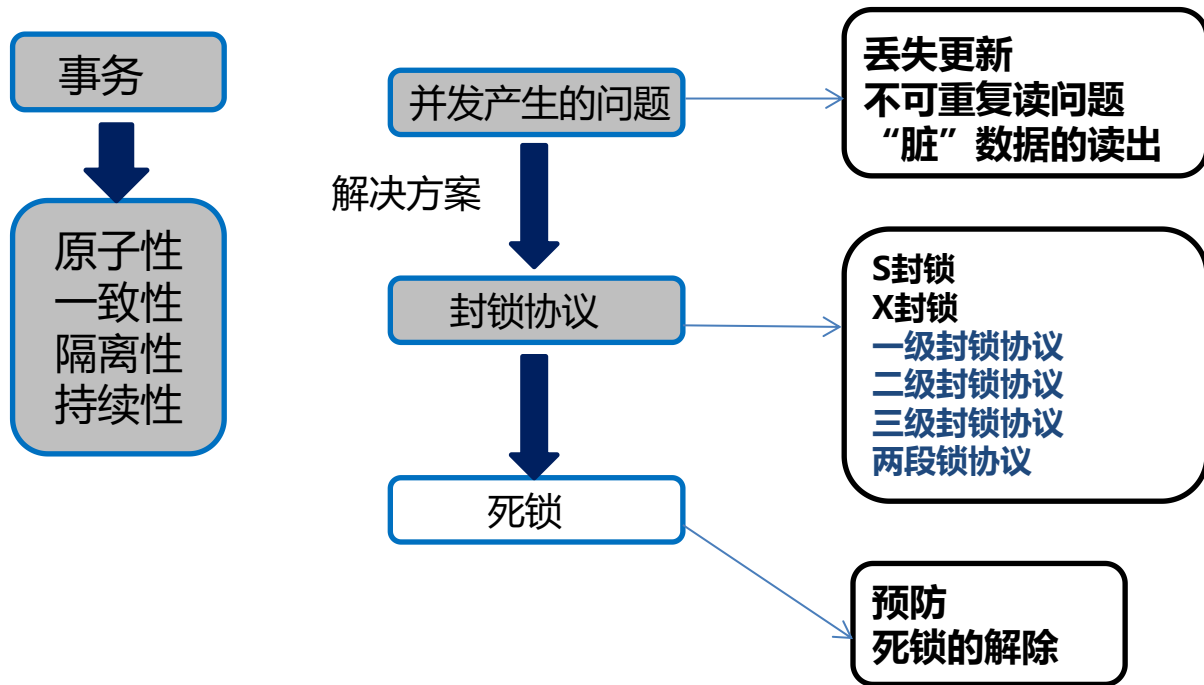 事务
原子性
一致性
隔离性
持续性
并发产生的问题
解决方案
封锁协议
死锁
丢失更新
不可重复读问题
“脏”数据的读出
S封锁
X封锁
一级封锁协议
二级封锁协议
三级封锁协议
两段锁协议
预防
死锁的解除